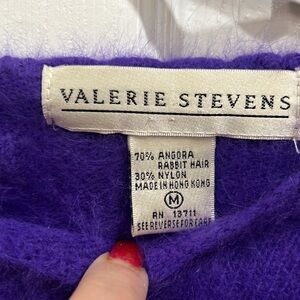 VALERIE STEVENS
70% ANGORA
RABBIT HAIR
30% NYLON
MADE IN HONG KONG
M
RN 13711
SEE REVERSE FOR CARE